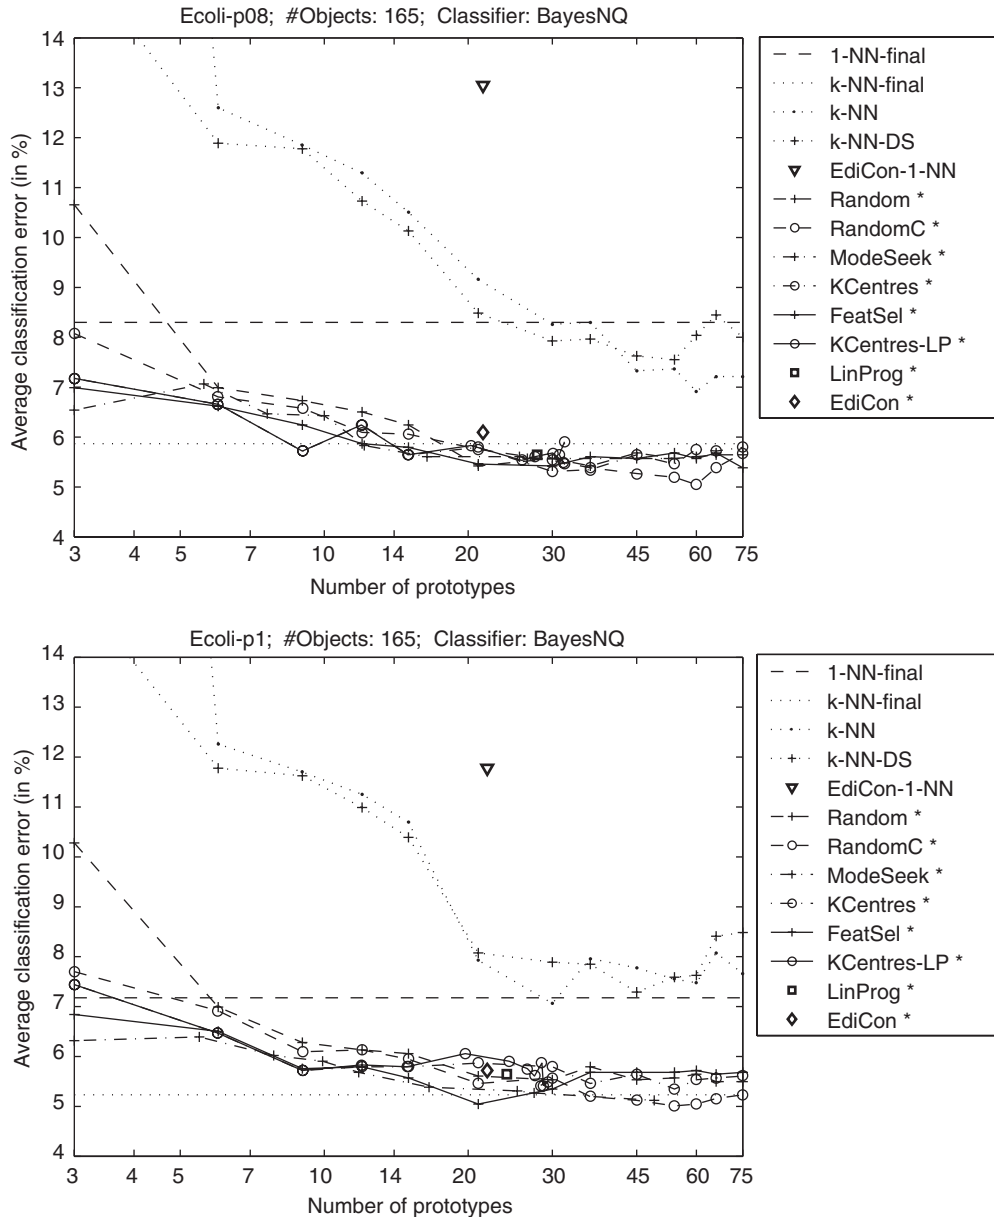 Ecoli-p08; #Objects: 165; Classifier: BayesNQ
14
13
12
11
10
9
8
7
6
5
4
Average classification error (in %)
3 4 5 7 10 14 20 30 45 60 75
Number of prototypes
1-NN-final
k-NN-final
k-NN
k-NN-DS
EdiCon-1-NN
Random *
RandomC *
ModeSeek *
KCentres *
FeatSel *
KCentres-LP *
LinProg *
EdiCon *
Ecoli-p1; #Objects: 165; Classifier: BayesNQ
14
13
12
11
10
9
8
7
6
5
4
Average classification error (in %)
3 4 5 7 10 14 20 30 45 60 75
Number of prototypes
1-NN-final
k-NN-final
k-NN
k-NN-DS
EdiCon-1-NN
Random *
RandomC *
ModeSeek *
KCentres *
FeatSel *
KCentres-LP *
LinProg *
EdiCon *